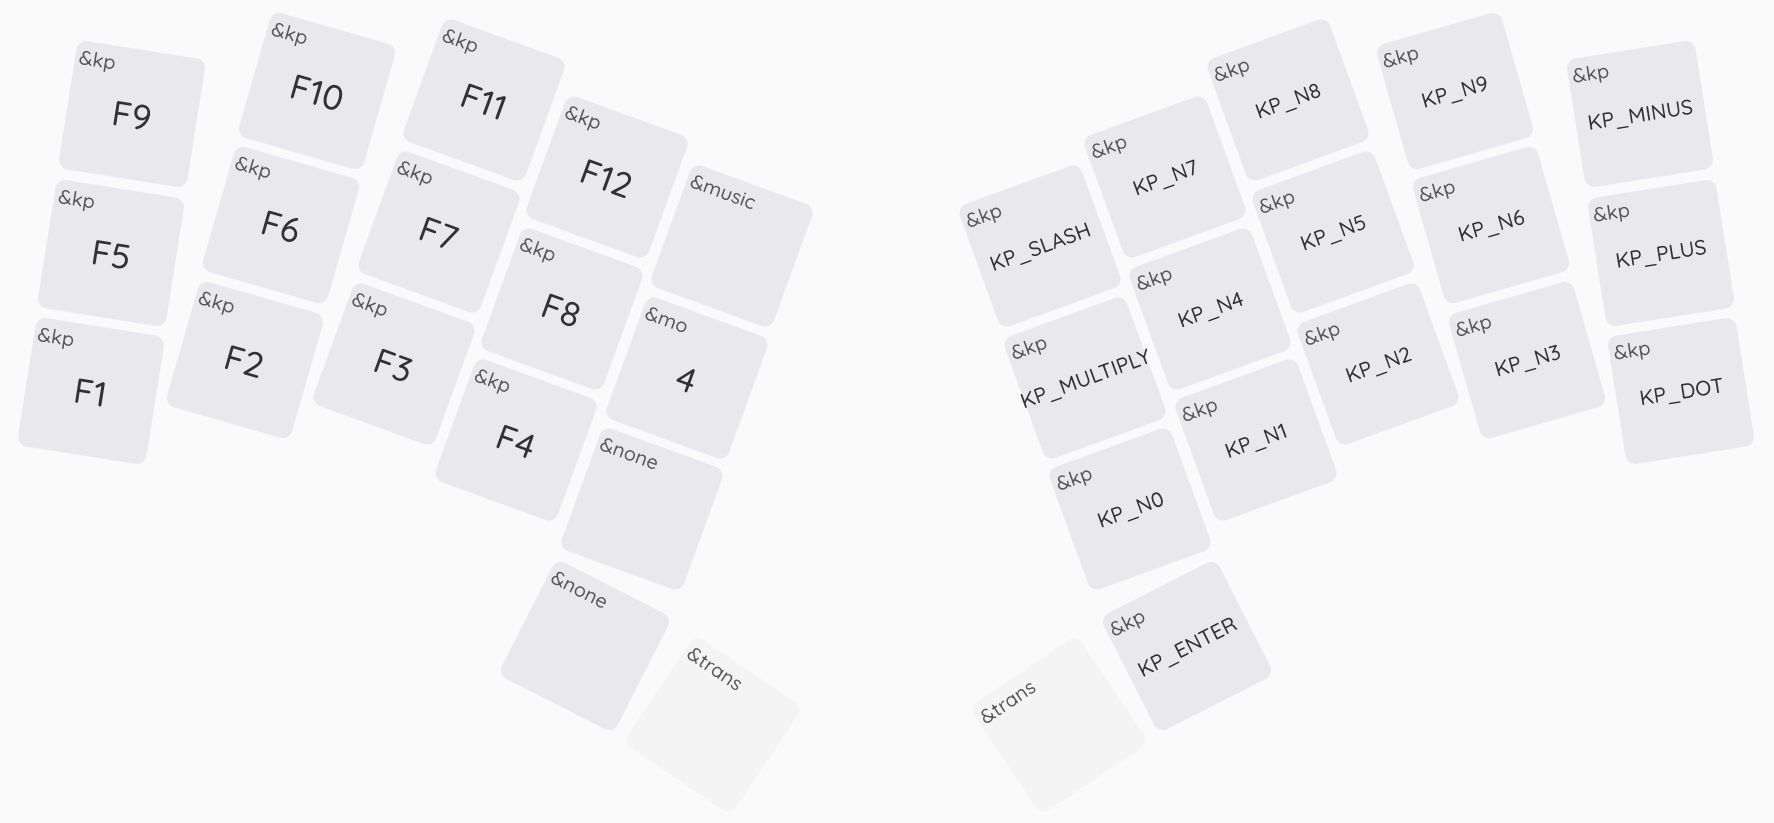 &kp
F9
&kp
F10
&kp
F11
&kp
F12
&music
&kp
F5
&kp
F6
&kp
F7
&kp
F8
&mo
4
&kp
F1
&kp
F2
&kp
F3
&kp
F4
&none
&none
&trans
&kp
KP_SLASH
&kp
KP_N7
&kp
KP_N8
&kp
KP_N9
&kp
KP_MINUS
&kp
KP_MULTIPLY
&kp
KP_N4
&kp
KP_N5
&kp
KP_N6
&kp
KP_PLUS
&kp
KP_N0
&kp
KP_N1
&kp
KP_N2
&kp
KP_N3
&kp
KP_DOT
&trans
&kp
KP_ENTER